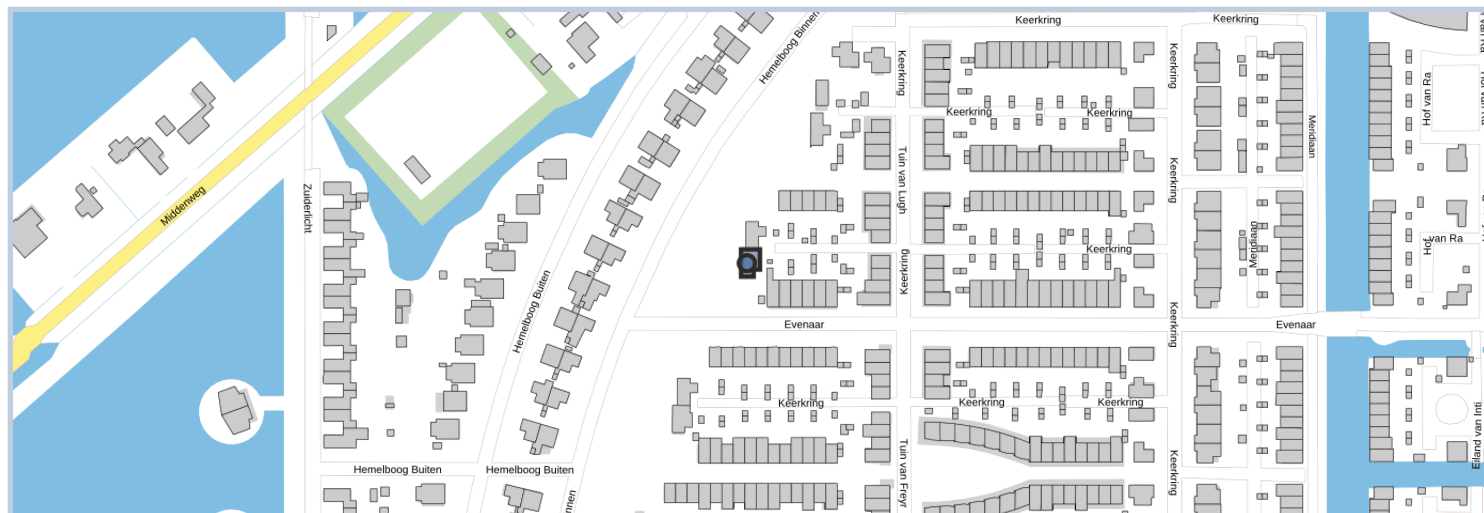 Keerkring
Keerkring
Hemelboog Binnen
Keerkring
Keerkring
Hof van Ra
Keerkring
Keerkring
Meridiaan
Tuin van Lugh
Keerkring
Middenweg
Zuiderlicht
Keerkring
Meridiaan
Hof van Ra
Keerkring
Hemelboog Buiten
Evenaar
Keerkring
Evenaar
Keerkring
Keerkring
Keerkring
Eiland van Inti
Hemelboog Buiten
Hemelboog Buiten
Tuin van Freyr
Keerkring
nnen